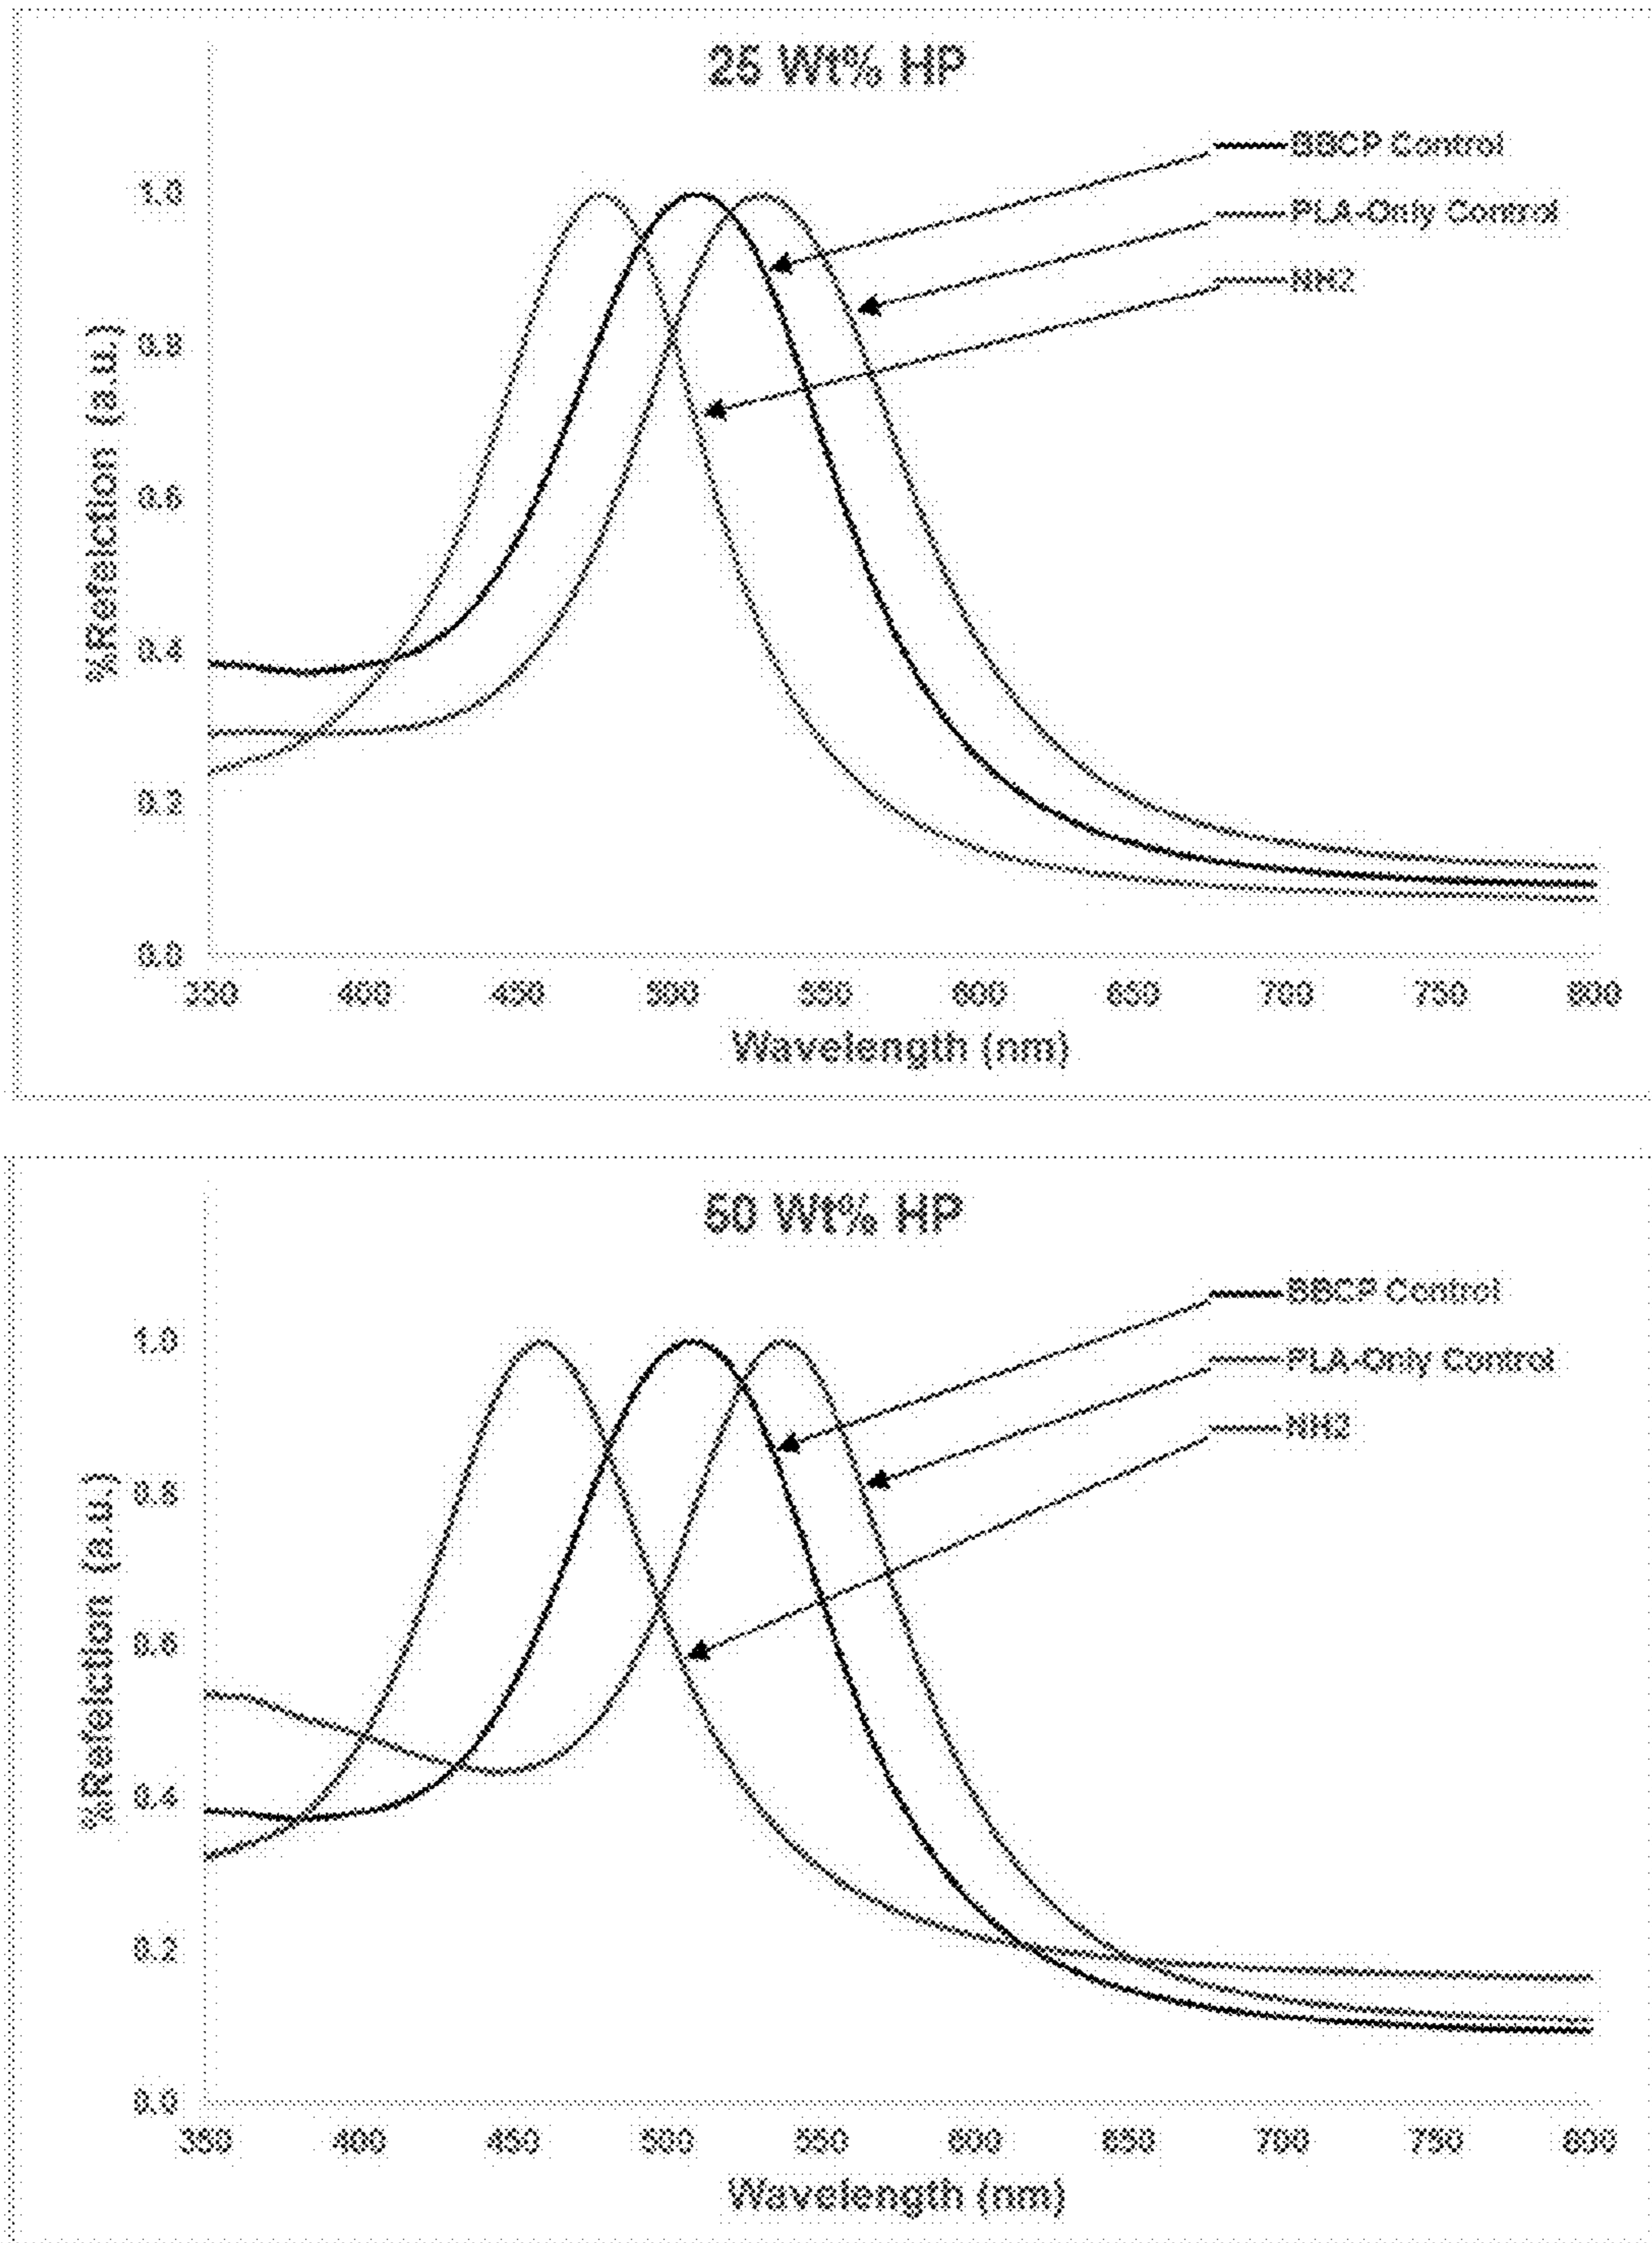 25 Wt% HP
BBCP Control
PLA-Only Control
NH2
%Refelction (a.u.)
1.0
0.8
0.6
0.4
0.2
0.0
350 400 450 500 550 600 650 700 750 800
Wavelength (nm)
50 Wt% HP
BBCP Control
PLA-Only Control
NH2
%Refelction (a.u.)
1.0
0.8
0.6
0.4
0.2
0.0
350 400 450 500 550 600 650 700 750 800
Wavelength (nm)